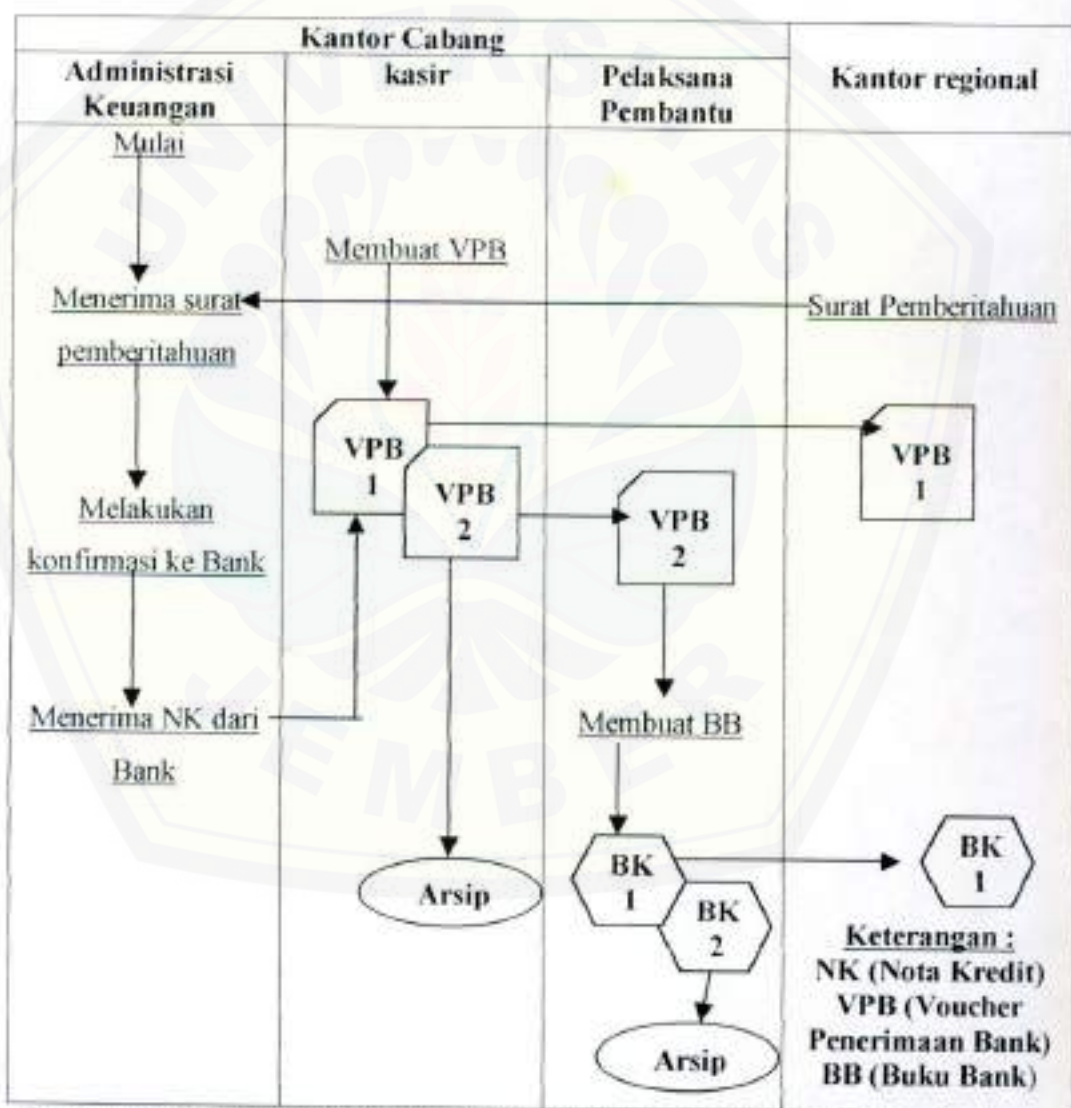 Kantor Cabang
Administrasi
Keuangan
kasir
Pelaksana
Pembantu
Kantor regional
Mulai
Membuat VPB
Menerima surat
pemberitahuan
Surat Pemberitahuan
VPB
1
VPB
2
VPB
2
VPB
1
Melakukan
konfirmasi ke Bank
Menerima NK dari
Bank
Membuat BB
Arsip
BK
1
BK
2
BK
1
Arsip
Keterangan :
NK (Nota Kredit)
VPB (Voucher
Penerimaan Bank)
BB (Buku Bank)
UNIVERSITAS
JEMBER